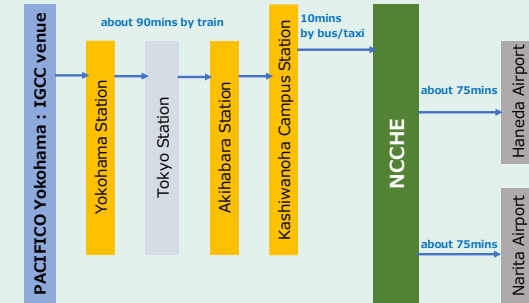 PACIFICO Yokohama : IGCC venue
about 90mins by train
Yokohama Station
Tokyo Station
Akihabara Station
Kashiwanoha Campus Station
10mins
by bus/taxi
NCCHE
about 75mins
Haneda Airport
about 75mins
Narita Airport